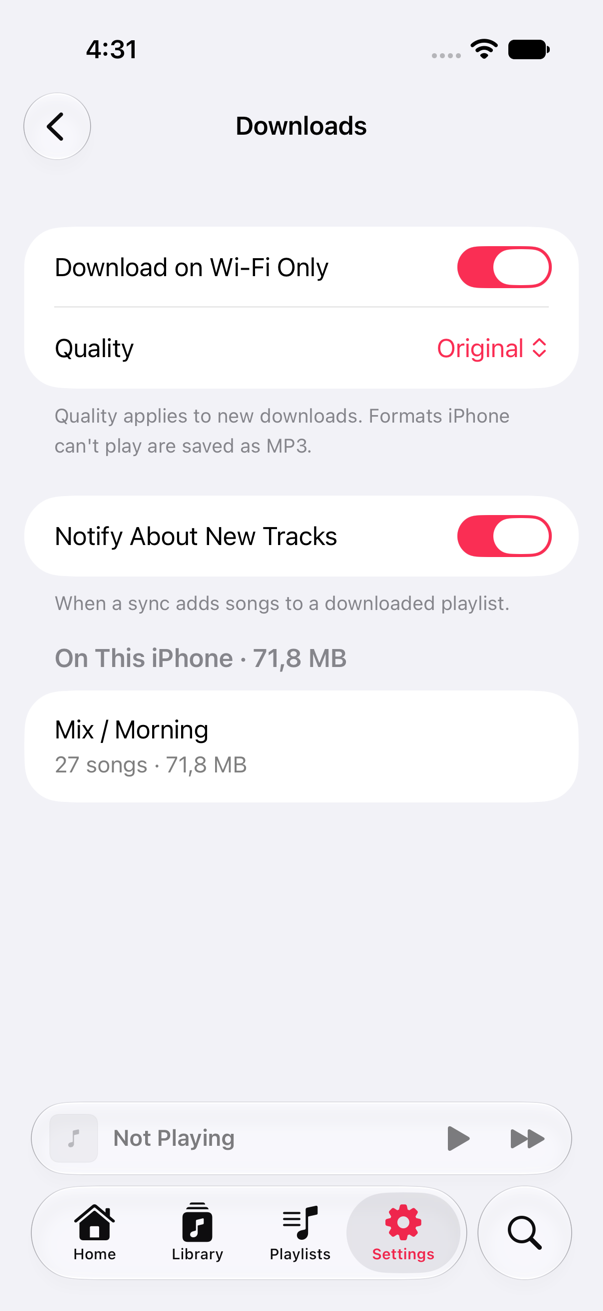 4:31
Downloads
Download on Wi-Fi Only
Quality
Original
Quality applies to new downloads. Formats iPhone
can't play are saved as MP3.
Notify About New Tracks
When a sync adds songs to a downloaded playlist.
On This iPhone · 71,8 MB
Mix / Morning
27 songs · 71,8 MB
Not Playing
Home
Library
Playlists
Settings